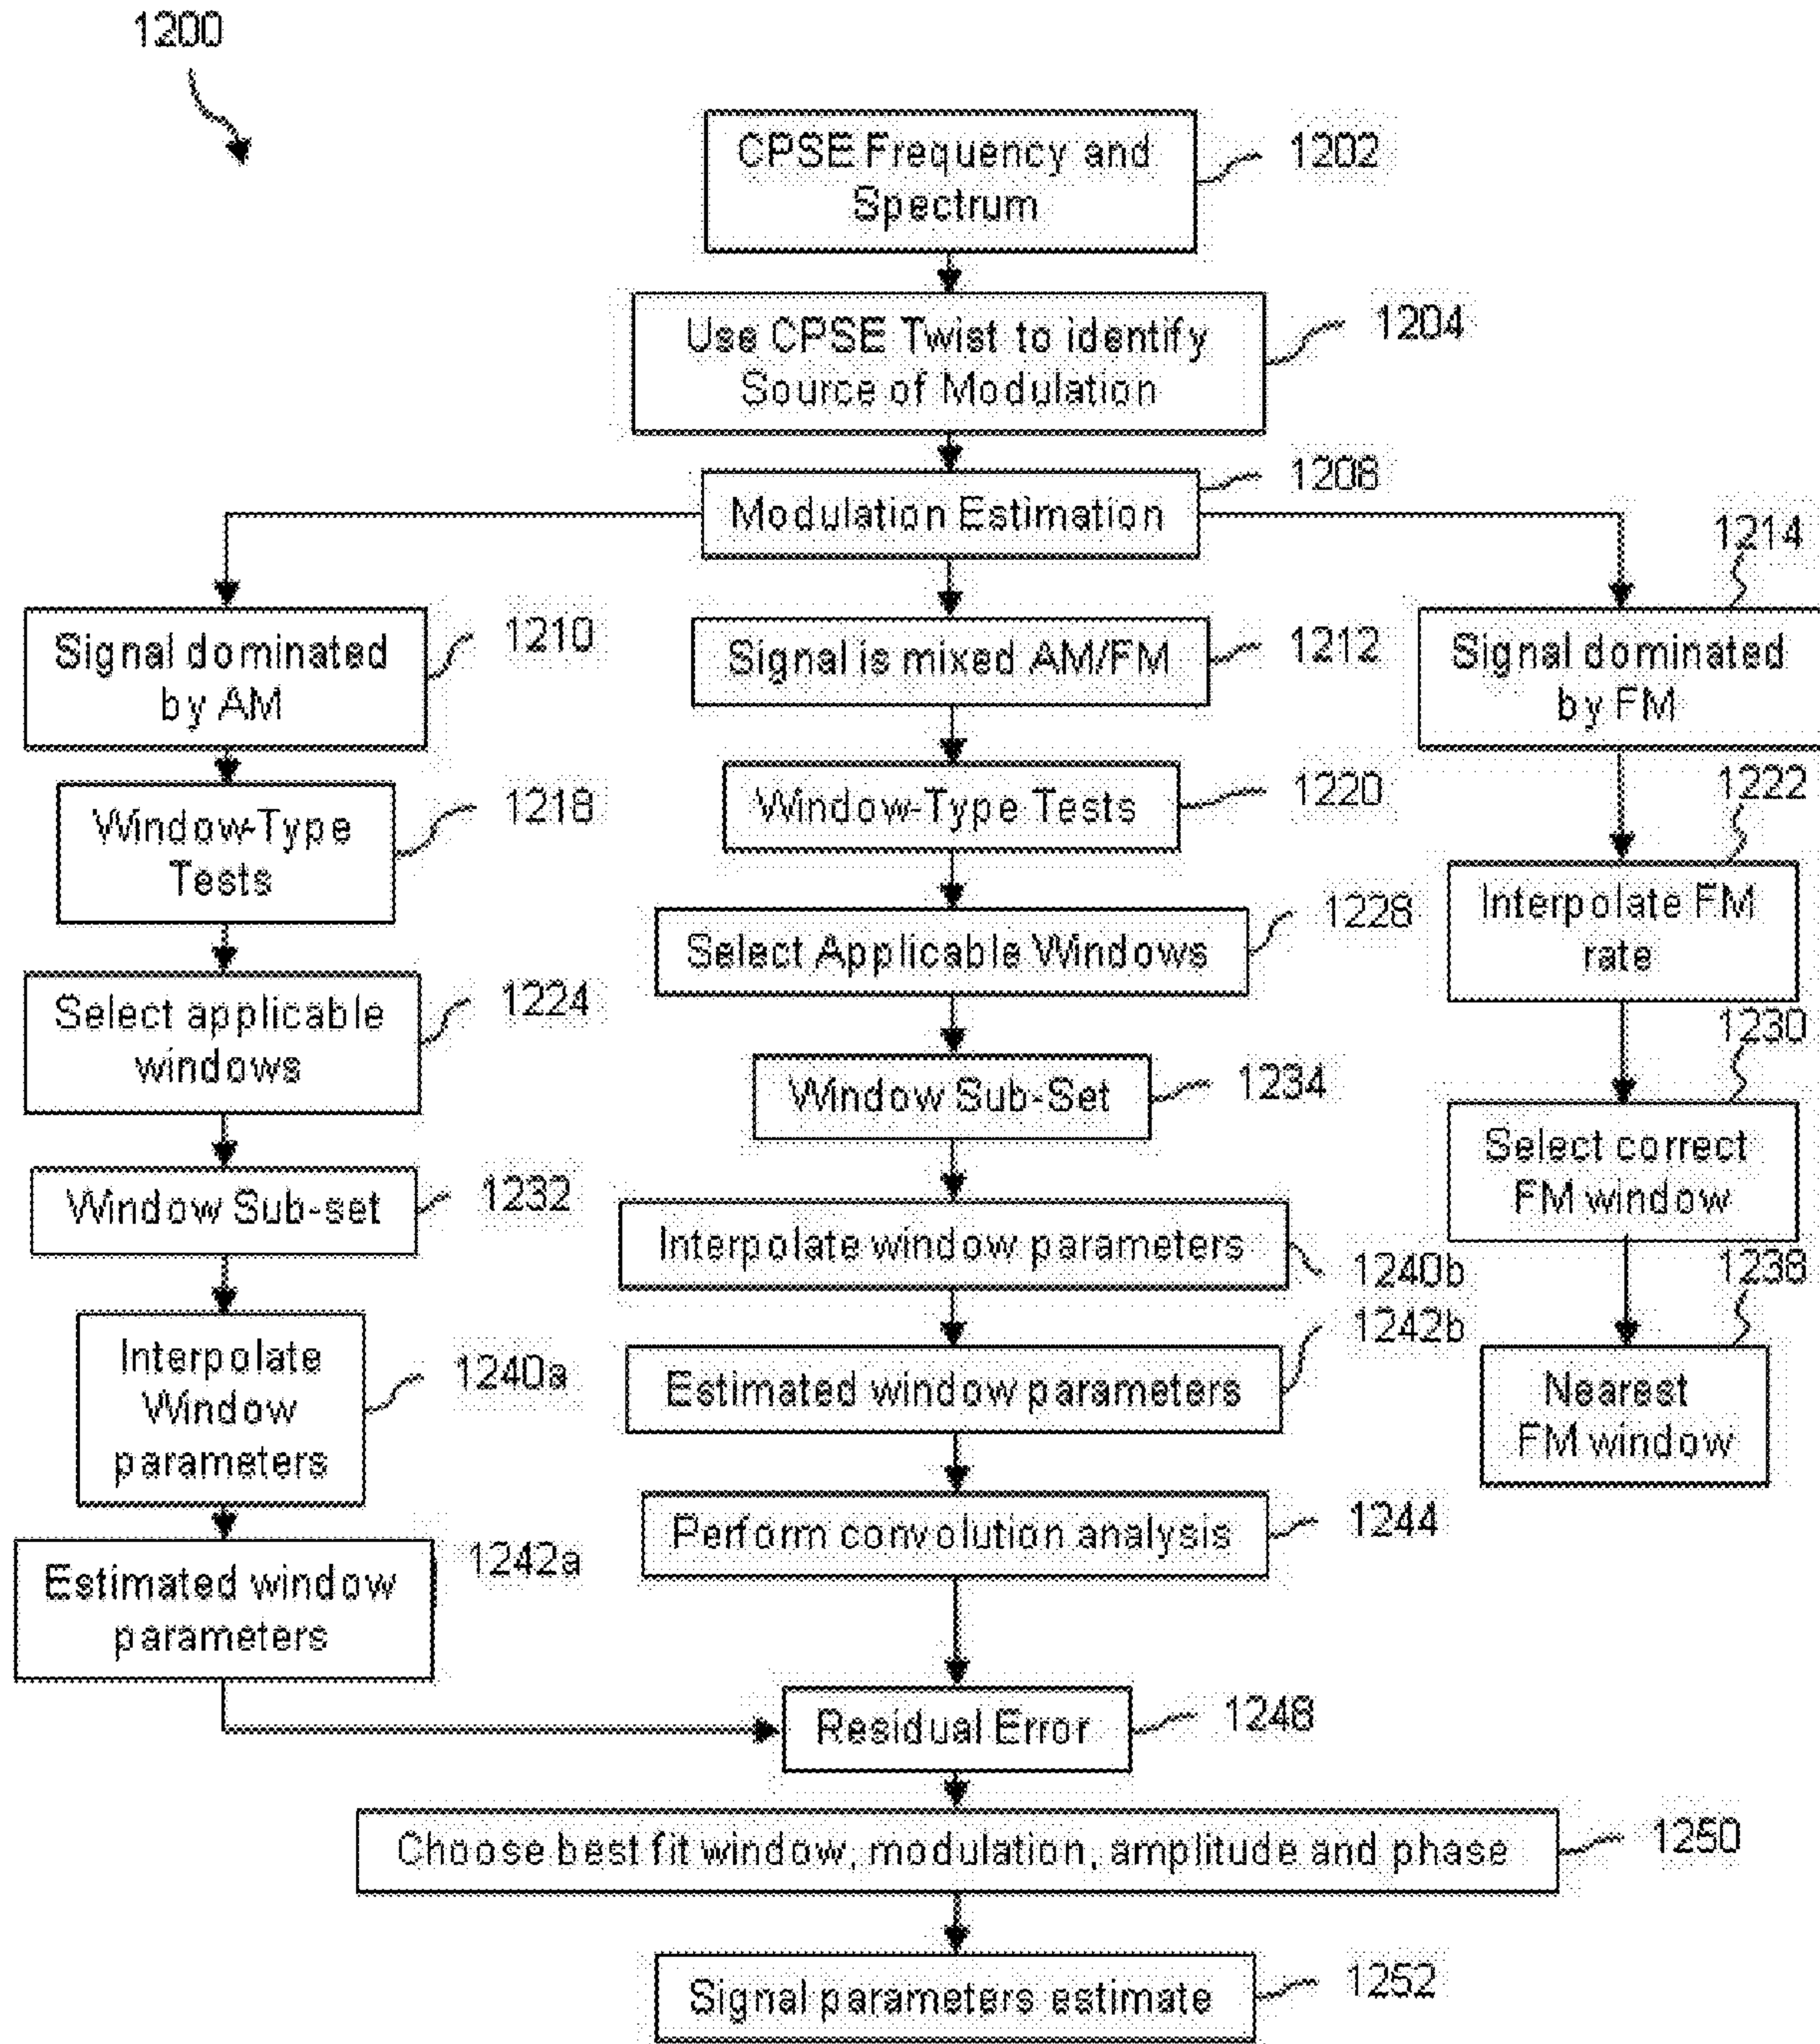 1200
CPSE Frequency and
Spectrum
1202
Use CPSE Twist to identify
Source of Modulation
1204
Modulation Estimation
1208
Signal dominated
by AM
1210
Signal is mixed AM/FM
1212
Signal dominated
by FM
1214
Window-Type
Tests
1218
Window-Type Tests
1220
Interpolate FM
rate
1222
Select applicable
windows
1224
Select Applicable Windows
1228
Select correct
FM window
1230
Window Sub-set
1232
Window Sub-Set
1234
Nearest
FM window
1238
Interpolate
Window
parameters
1240a
Interpolate window parameters
1240b
Estimated window
parameters
1242a
Estimated window parameters
1242b
Perform convolution analysis
1244
Residual Error
1248
Choose best fit window, modulation, amplitude and phase
1250
Signal parameters estimate
1252